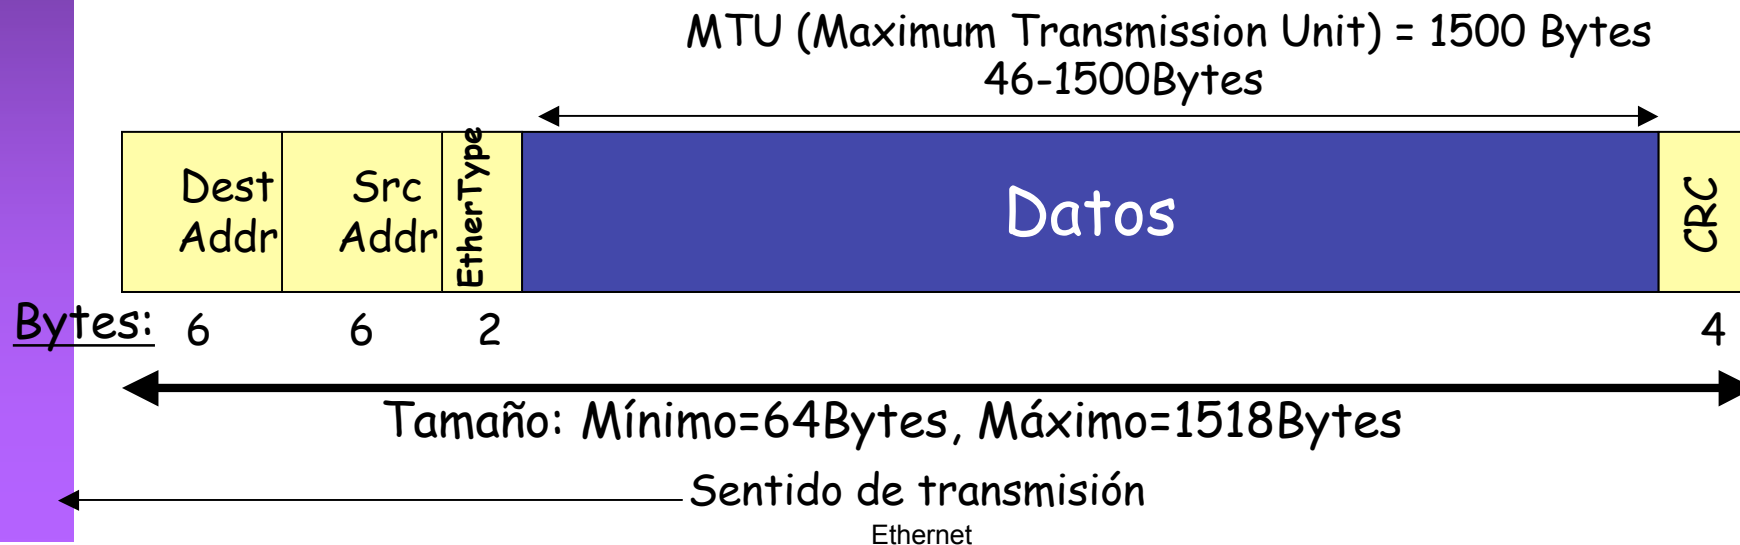 MTU (Maximum Transmission Unit) = 1500 Bytes
46-1500Bytes
Dest
Addr
Src
Addr
EtherType
Datos
CRC
Bytes: 6 6 2 4
Tamaño: Mínimo=64Bytes, Máximo=1518Bytes
Sentido de transmisión
Ethernet